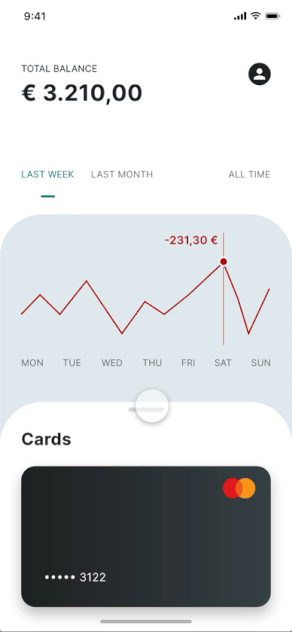 9:41
TOTAL BALANCE
€ 3.210,00
LAST WEEK LAST MONTH ALL TIME
-231,30 €
MON TUE WED THU FRI SAT SUN
Cards
••••• 3122